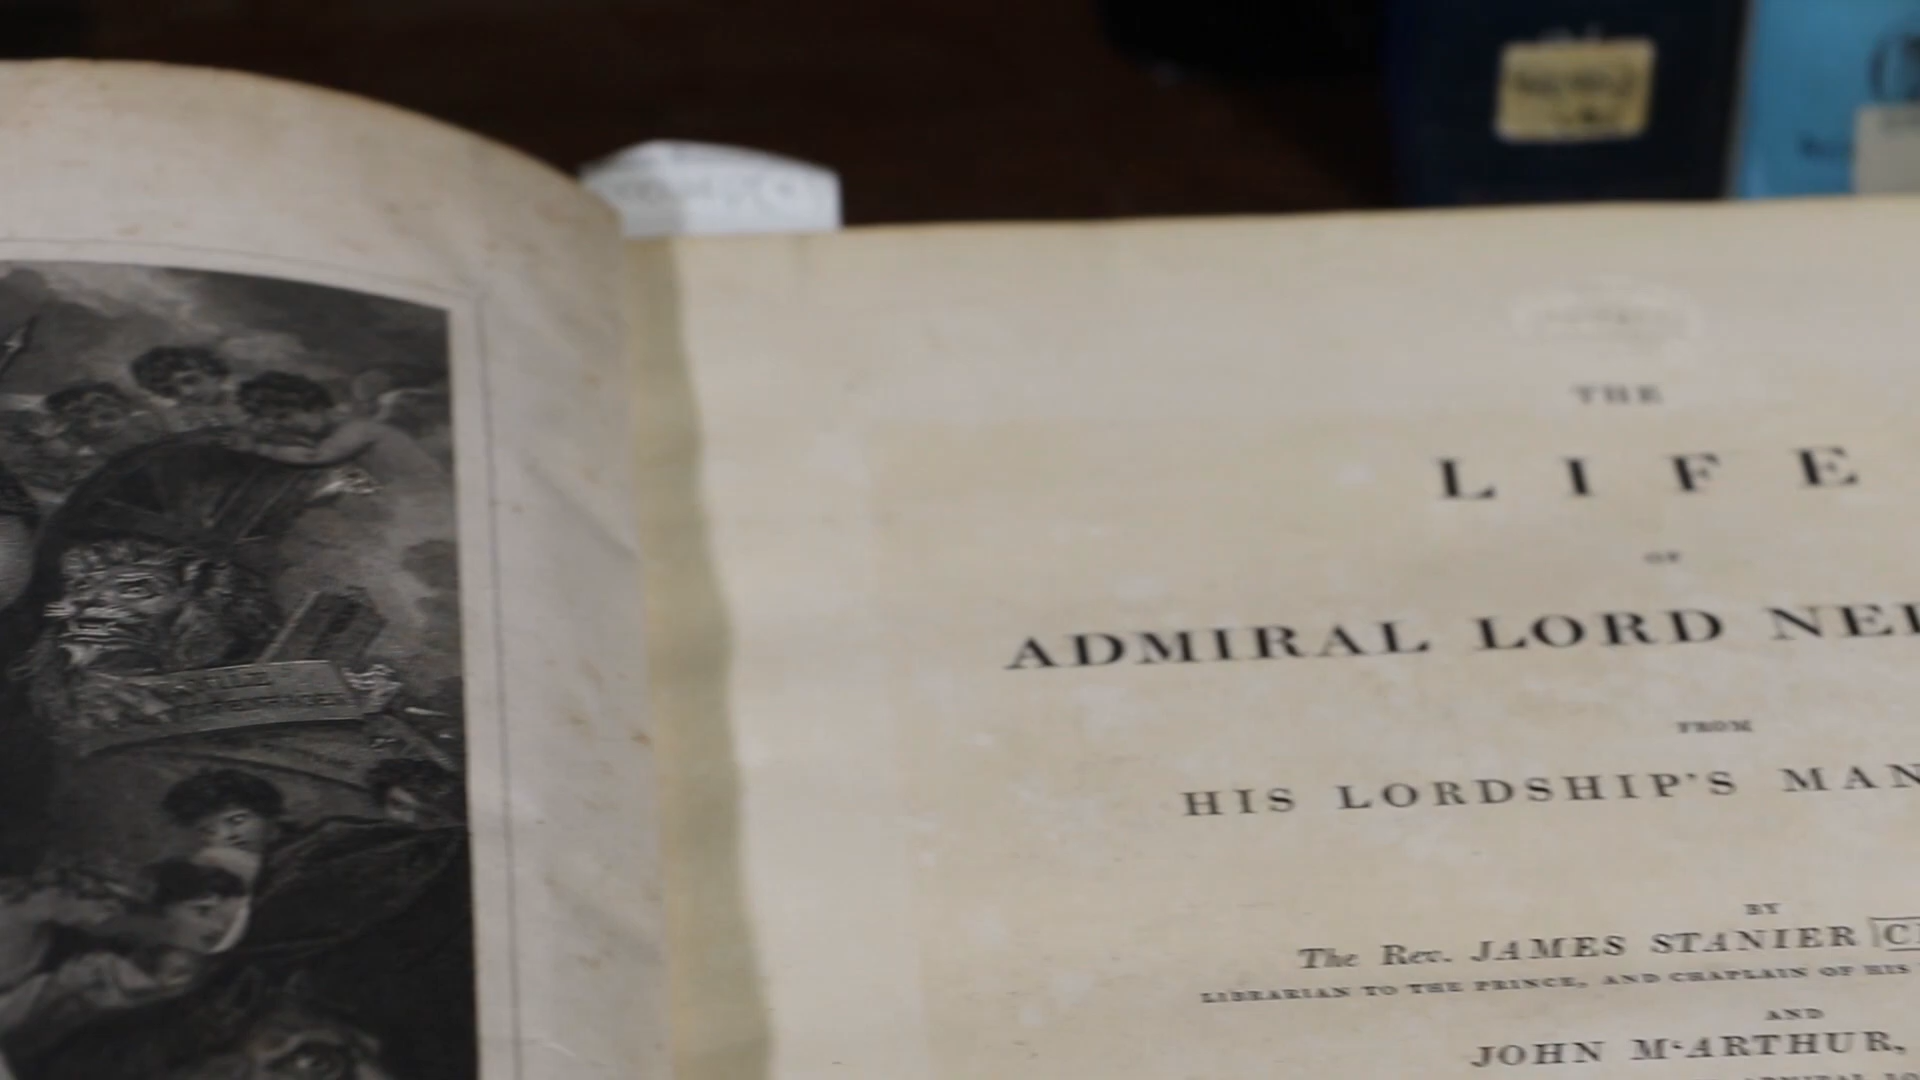 THE
LIFE
OF
ADMIRAL LORD NEL
FROM
HIS LORDSHIP'S MAN
BY
The Rev. JAMES STANIER C
LIBRARIAN TO THE PRINCE, AND CHAPLAIN OF HIS
AND
JOHN M'ARTHUR,